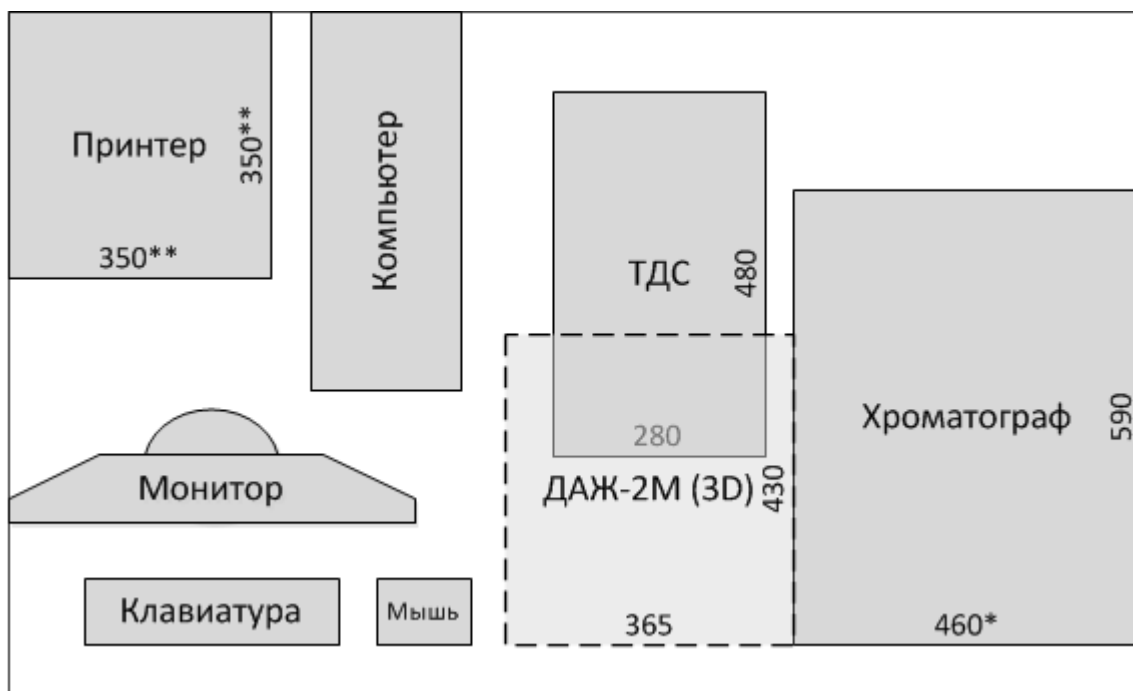 Принтер
350**
350**
Компьютер
ТДС
480
280
ДАЖ-2М (3D)
430
365
Хроматограф
590
460*
Монитор
Клавиатура
Мышь